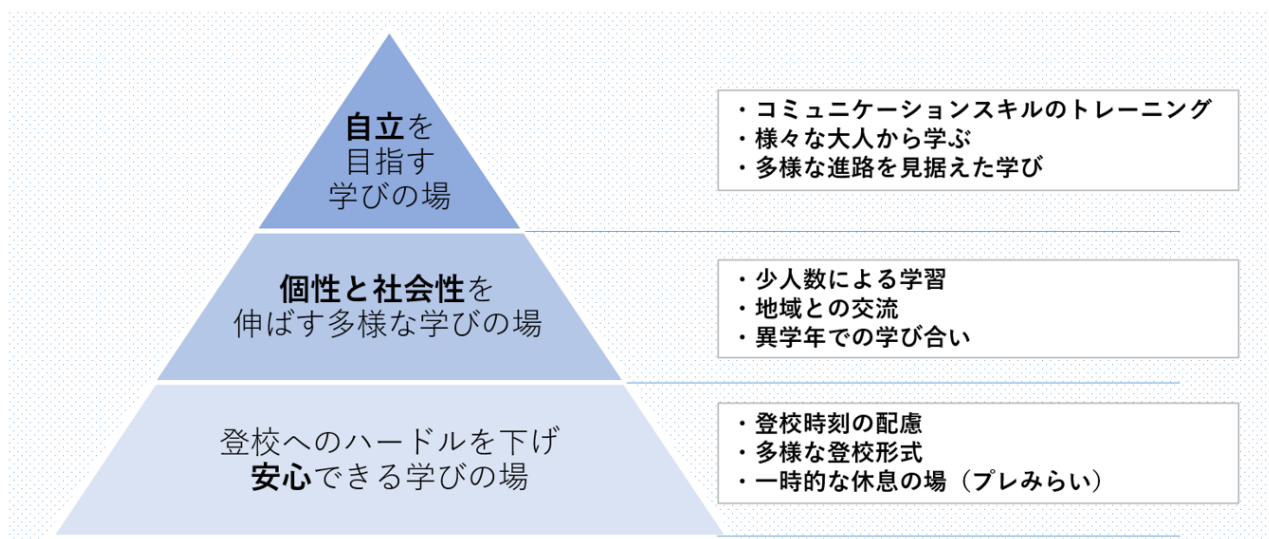 自立を
目指す
学びの場
・コミュニケーションスキルのトレーニング
・様々な大人から学ぶ
・多様な進路を見据えた学び
個性と社会性を
伸ばす多様な学びの場
・少人数による学習
・地域との交流
・異学年での学び合い
登校へのハードルを下げ
安心できる学びの場
・登校時刻の配慮
・多様な登校形式
・一時的な休息の場（プレみらい）